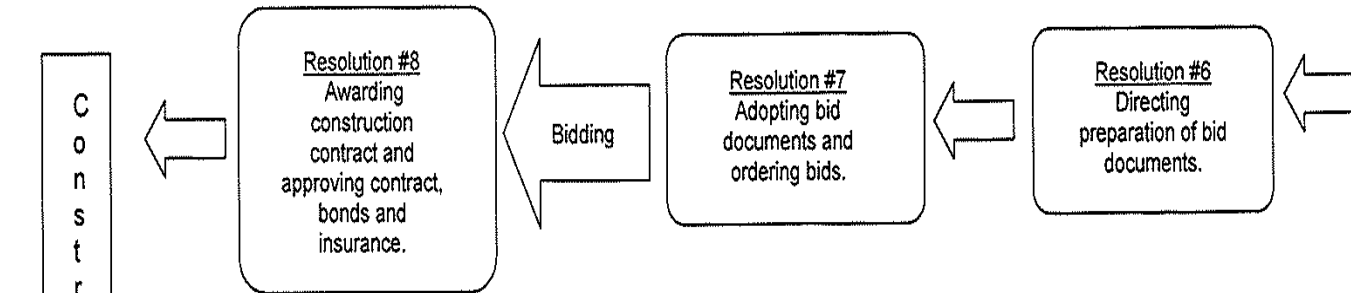 C
o
n
s
t
r
Resolution #8
Awarding
construction
contract and
approving contract,
bonds and
insurance.
Bidding
Resolution #7
Adopting bid
documents and
ordering bids.
Resolution #6
Directing
preparation of bid
documents.